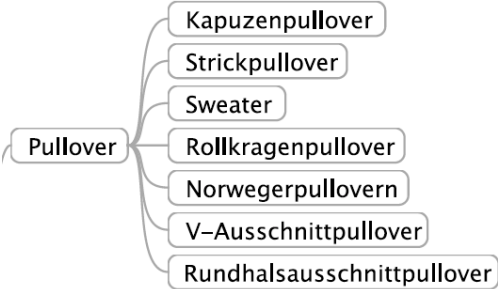 Kapuzenpullover
Strickpullover
Sweater
Pullover
Rollkragenpullover
Norwegerpullovern
V-Ausschnittpullover
Rundhalsausschnittpullover